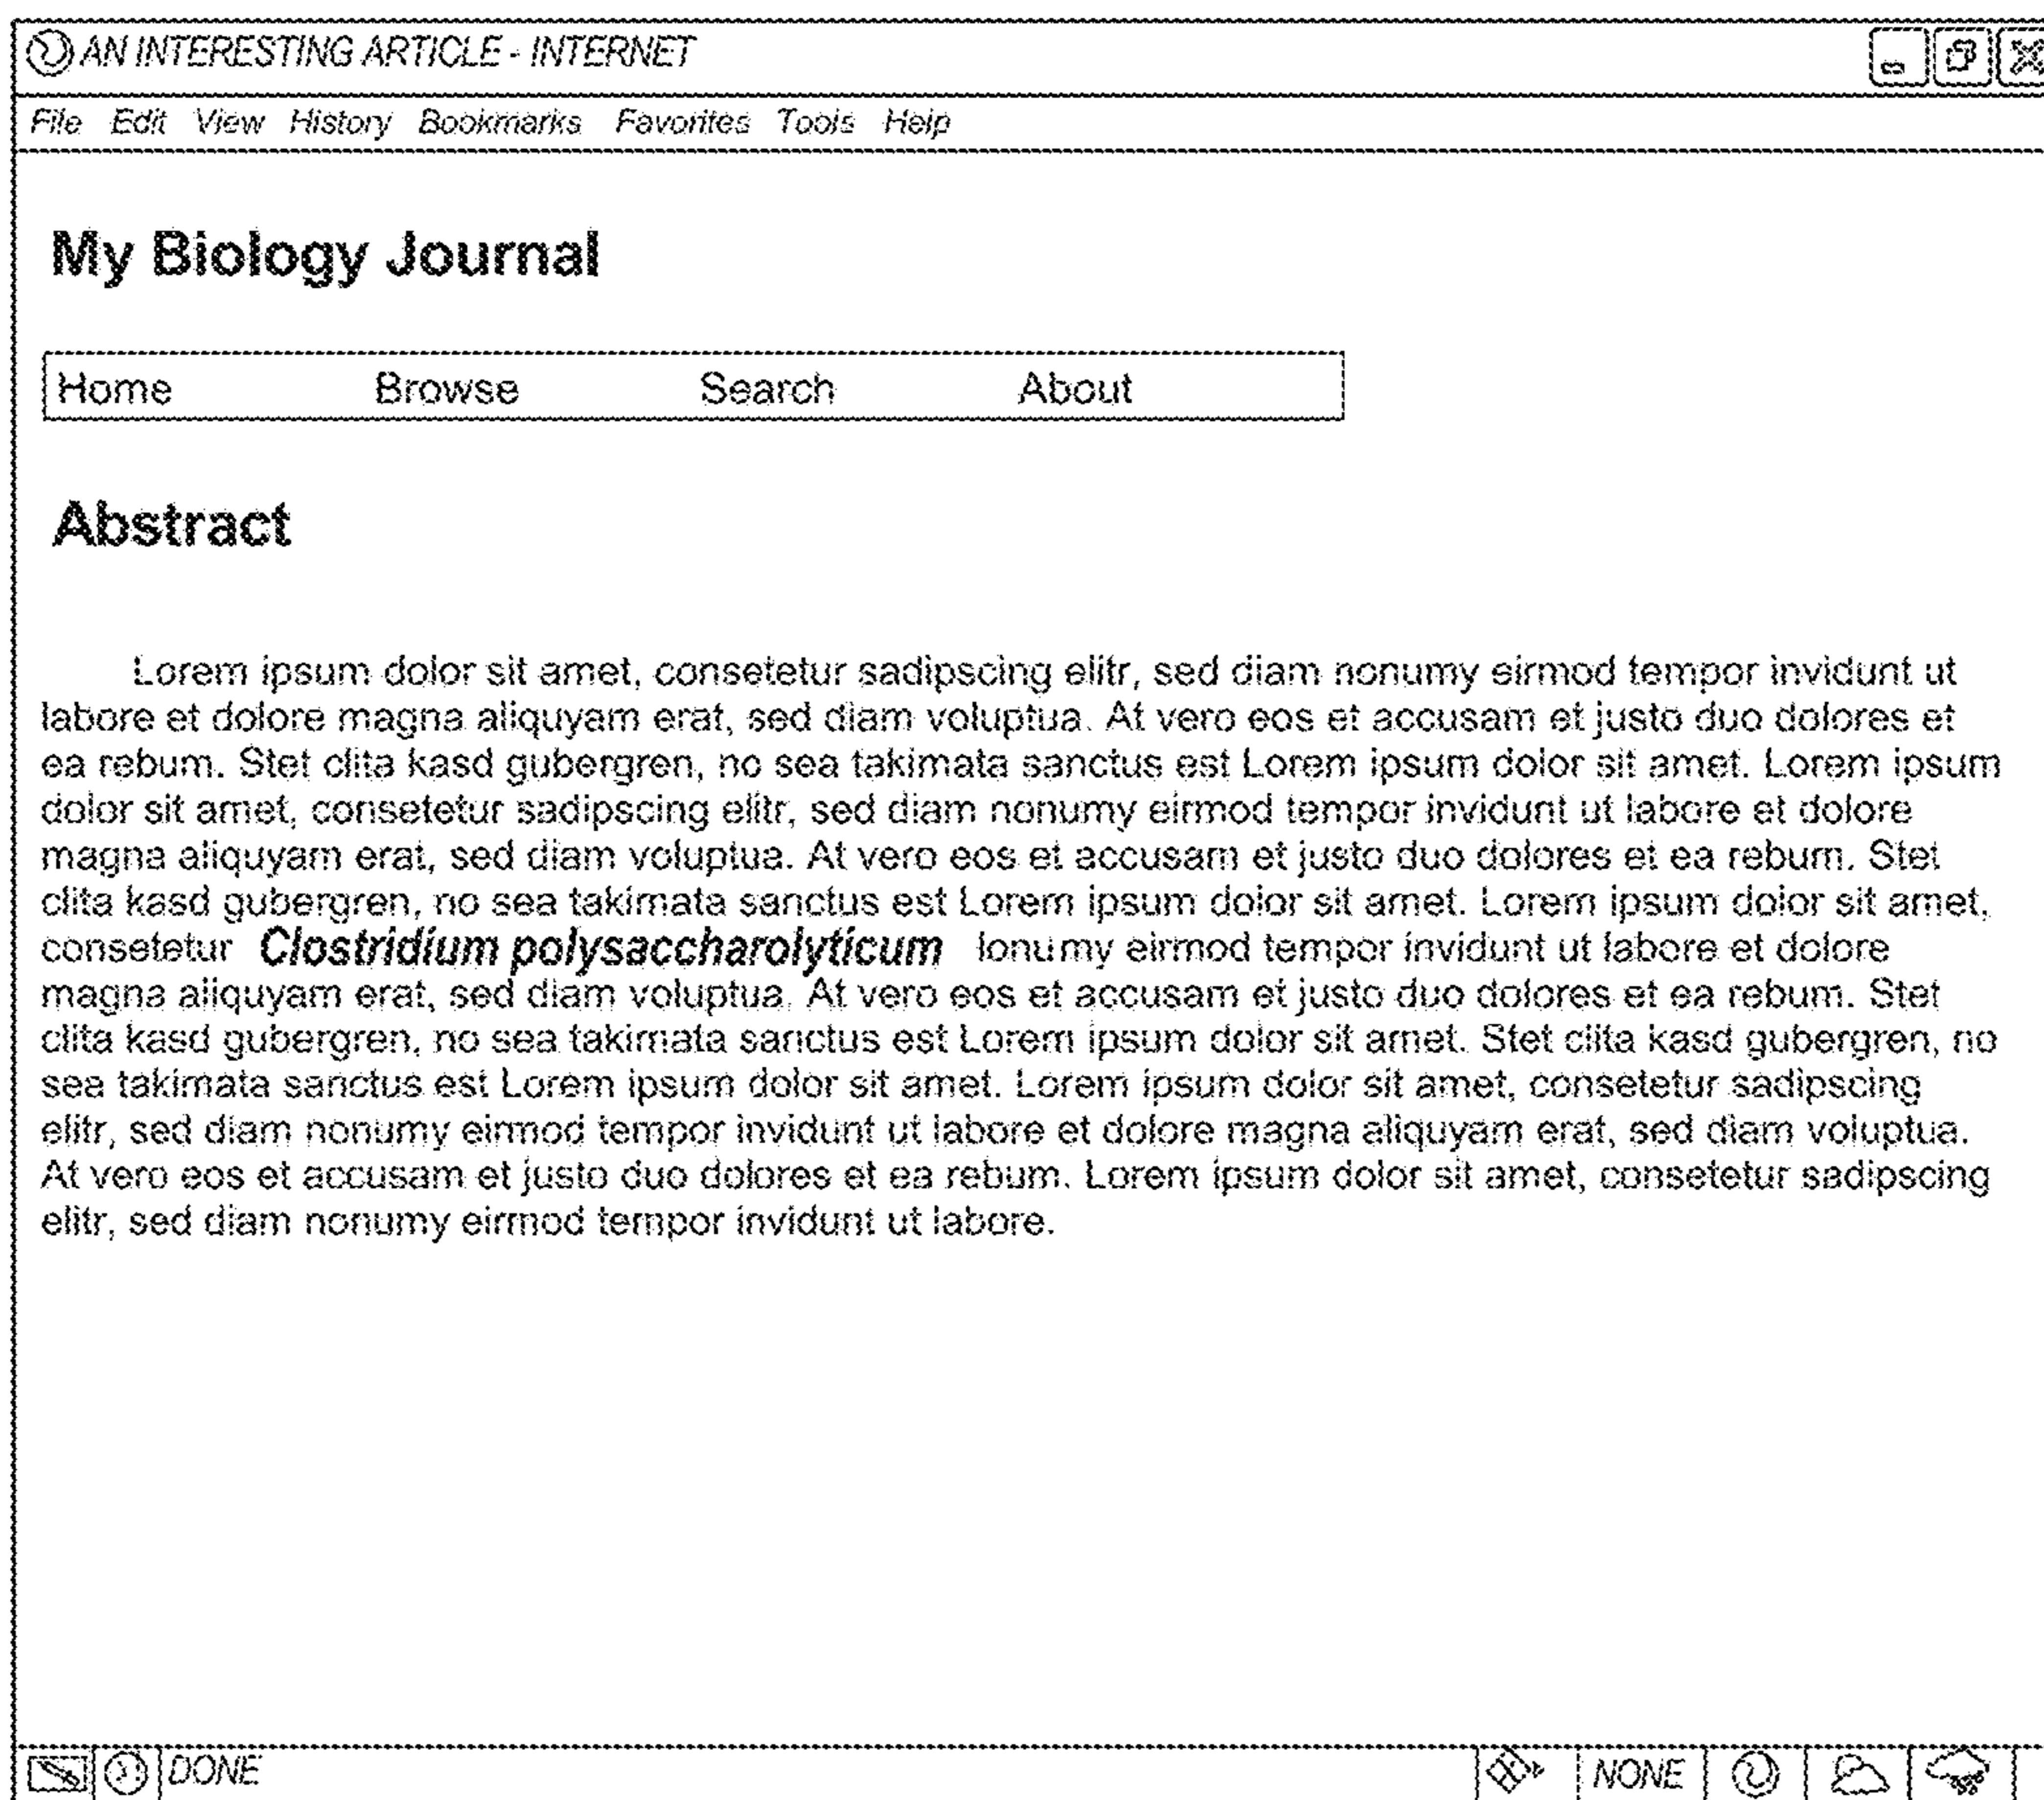 AN INTERESTING ARTICLE - INTERNET
File Edit View History Bookmarks Favorites Tools Help
My Biology Journal
Home Browse Search About
Abstract
Lorem ipsum dolor sit amet, consetetur sadipscing elitr, sed diam nonumy eirmod tempor invidunt ut
labore et dolore magna aliquyam erat, sed diam voluptua. At vero eos et accusam et justo duo dolores et
ea rebum. Stet clita kasd gubergren, no sea takimata sanctus est Lorem ipsum dolor sit amet. Lorem ipsum
dolor sit amet, consetetur sadipscing elitr, sed diam nonumy eirmod tempor invidunt ut labore et dolore
magna aliquyam erat, sed diam voluptua. At vero eos et accusam et justo duo dolores et ea rebum. Stet
clita kasd gubergren, no sea takimata sanctus est Lorem ipsum dolor sit amet. Lorem ipsum dolor sit amet,
consetetur Clostridium polysaccharolyticum lonumy eirmod tempor invidunt ut labore et dolore
magna aliquyam erat, sed diam voluptua. At vero eos et accusam et justo duo dolores et ea rebum. Stet
clita kasd gubergren, no sea takimata sanctus est Lorem ipsum dolor sit amet. Stet clita kasd gubergren, no
sea takimata sanctus est Lorem ipsum dolor sit amet. Lorem ipsum dolor sit amet, consetetur sadipscing
elitr, sed diam nonumy eirmod tempor invidunt ut labore et dolore magna aliquyam erat, sed diam voluptua.
At vero eos et accusam et justo duo dolores et ea rebum. Lorem ipsum dolor sit amet, consetetur sadipscing
elitr, sed diam nonumy eirmod tempor invidunt ut labore.
DONE NONE